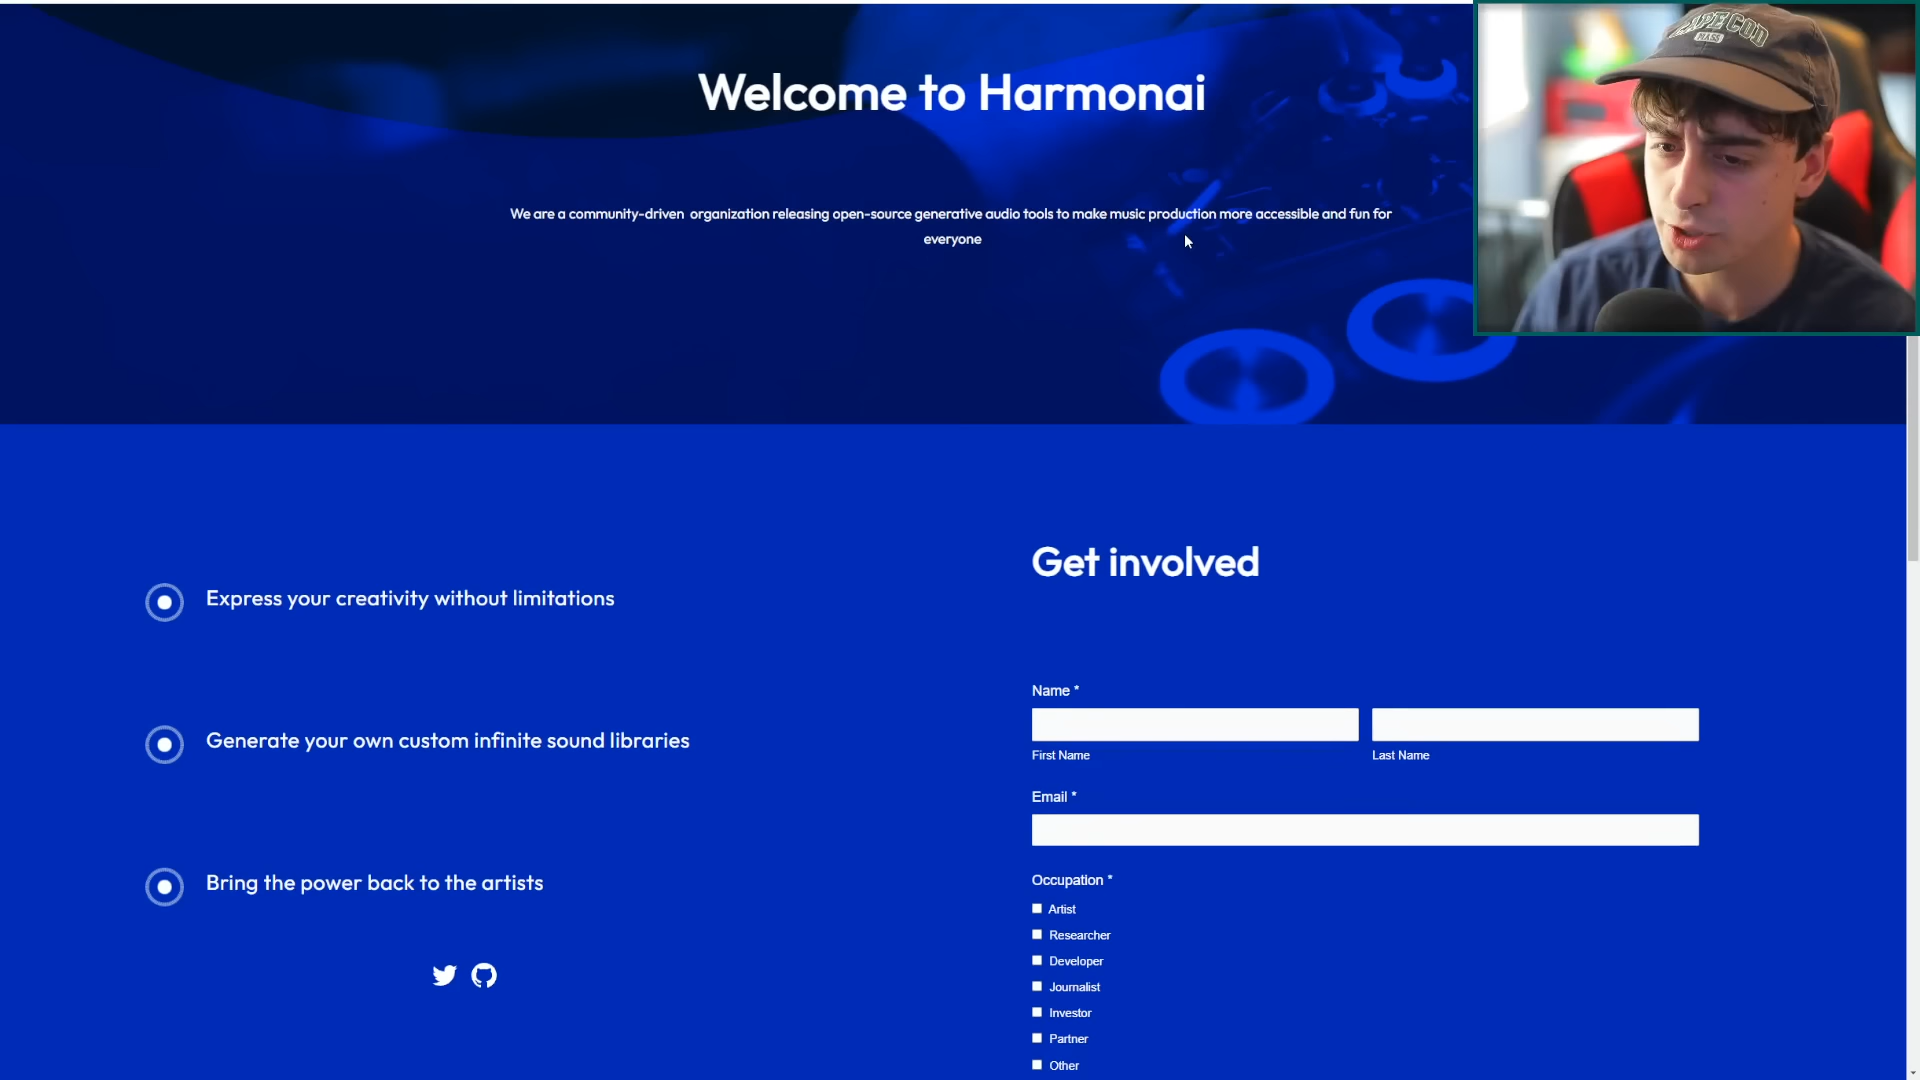 Welcome to Harmonai
We are a community-driven organization releasing open-source generative audio tools to make music production more accessible and fun for
everyone
CAPE COD
MASS
Express your creativity without limitations
Generate your own custom infinite sound libraries
Bring the power back to the artists
Get involved
Name *
First Name
Last Name
Email *
Occupation *
Artist
Researcher
Developer
Journalist
Investor
Partner
Other